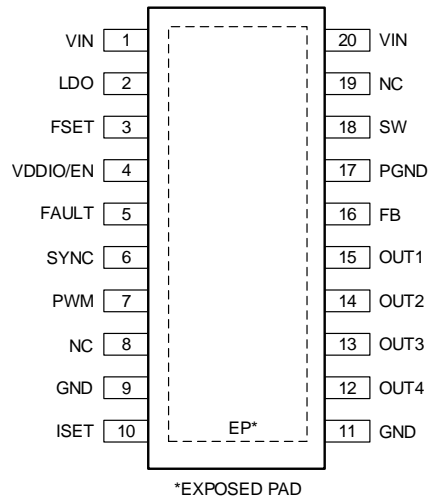 VIN 1 20 VIN
LDO 2 19 NC
FSET 3 18 SW
VDDIO/EN 4 17 PGND
FAULT 5 16 FB
SYNC 6 15 OUT1
PWM 7 14 OUT2
NC 8 13 OUT3
GND 9 12 OUT4
ISET 10 EP* 11 GND
*EXPOSED PAD